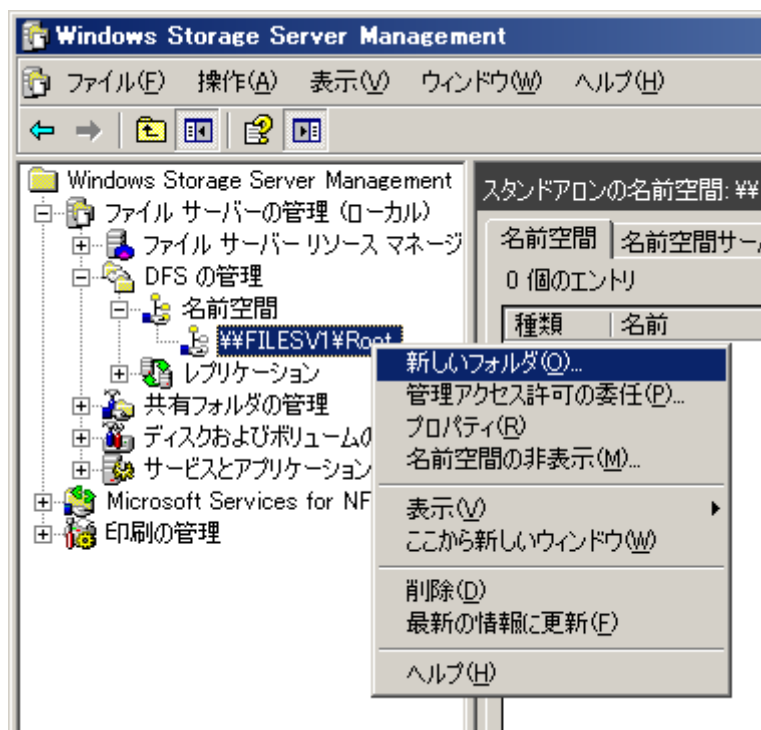 Windows Storage Server Management
ファイル(F) 操作(A) 表示(V) ウィンドウ(W) ヘルプ(H)
Windows Storage Server Management
ファイル サーバーの管理 (ローカル)
ファイル サーバー リソース マネージ
DFS の管理
名前空間
¥¥FILESV1¥Root
レプリケーション
共有フォルダの管理
ディスクおよびボリュームの
サービスとアプリケーション
Microsoft Services for NF
印刷の管理
スタンドアロンの名前空間: ¥¥
名前空間 名前空間サー
0 個のエントリ
種類 名前
新しいフォルダ(O)...
管理アクセス許可の委任(P)...
プロパティ(R)
名前空間の非表示(M)...
表示(V)
ここから新しいウィンドウ(W)
削除(D)
最新の情報に更新(F)
ヘルプ(H)